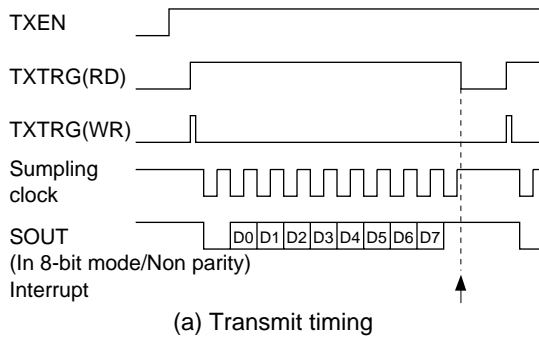 TXEN
TXTRG(RD)
TXTRG(WR)
Sumpling
clock
SOUT
D0 D1 D2 D3 D4 D5 D6 D7
(In 8-bit mode/Non parity)
Interrupt
(a) Transmit timing